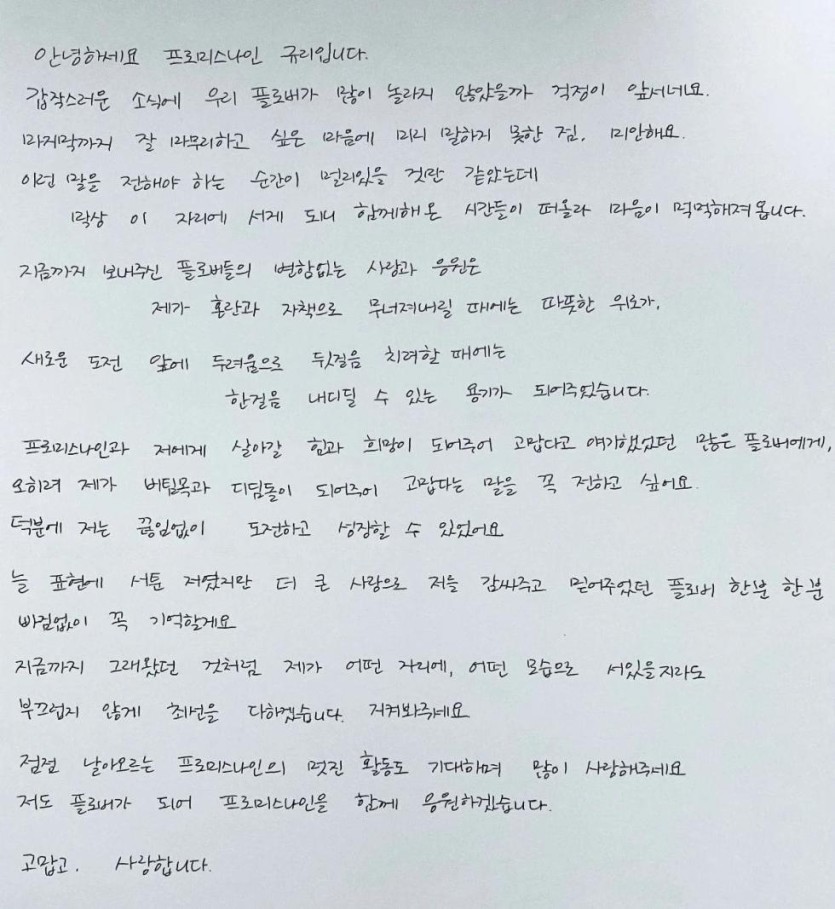 안녕하세요 프로미스나인 규리입니다.
갑작스러운 소식에 우리 플로버가 많이 놀라지 않았을까 걱정이 앞서네요.
마지막까지 잘 마무리하고 싶은 마음에 미리 말하지 못한 점, 미안해요.
이런 말을 전해야 하는 순간이 멀리있을 것만 같았는데
막상 이 자리에 서게 되니 함께해온 시간들이 떠올라 마음이 먹먹해져옵니다.
지금까지 보내주신 플로버들의 변함없는 사랑과 응원은
제가 혼란과 자책으로 무너져내릴 때에는 따뜻한 위로가,
새로운 도전 앞에 두려움으로 뒷걸음 치려할 때에는
한걸음 내디딜 수 있는 용기가 되어주었습니다.
프로미스나인과 저에게 살아갈 힘과 희망이 되어주어 고맙다고 얘기했었던 많은 플로버에게,
오히려 제가 버팀목과 디딤돌이 되어주어 고맙다는 말을 꼭 전하고 싶어요.
덕분에 저는 끊임없이 도전하고 성장할 수 있었어요
늘 표현에 서툰 저였지만 더 큰 사랑으로 저를 감싸주고 믿어주었던 플로버 한분 한분
빠짐없이 꼭 기억할게요
지금까지 그래왔던 것처럼 제가 어떤 자리에, 어떤 모습으로 서있을지라도
부끄럽지 않게 최선을 다하겠습니다. 지켜봐주세요
점점 날아오르는 프로미스나인의 멋진 활동도 기대하며 많이 사랑해주세요
저도 플로버가 되어 프로미스나인을 함께 응원하겠습니다.
고맙고, 사랑합니다.